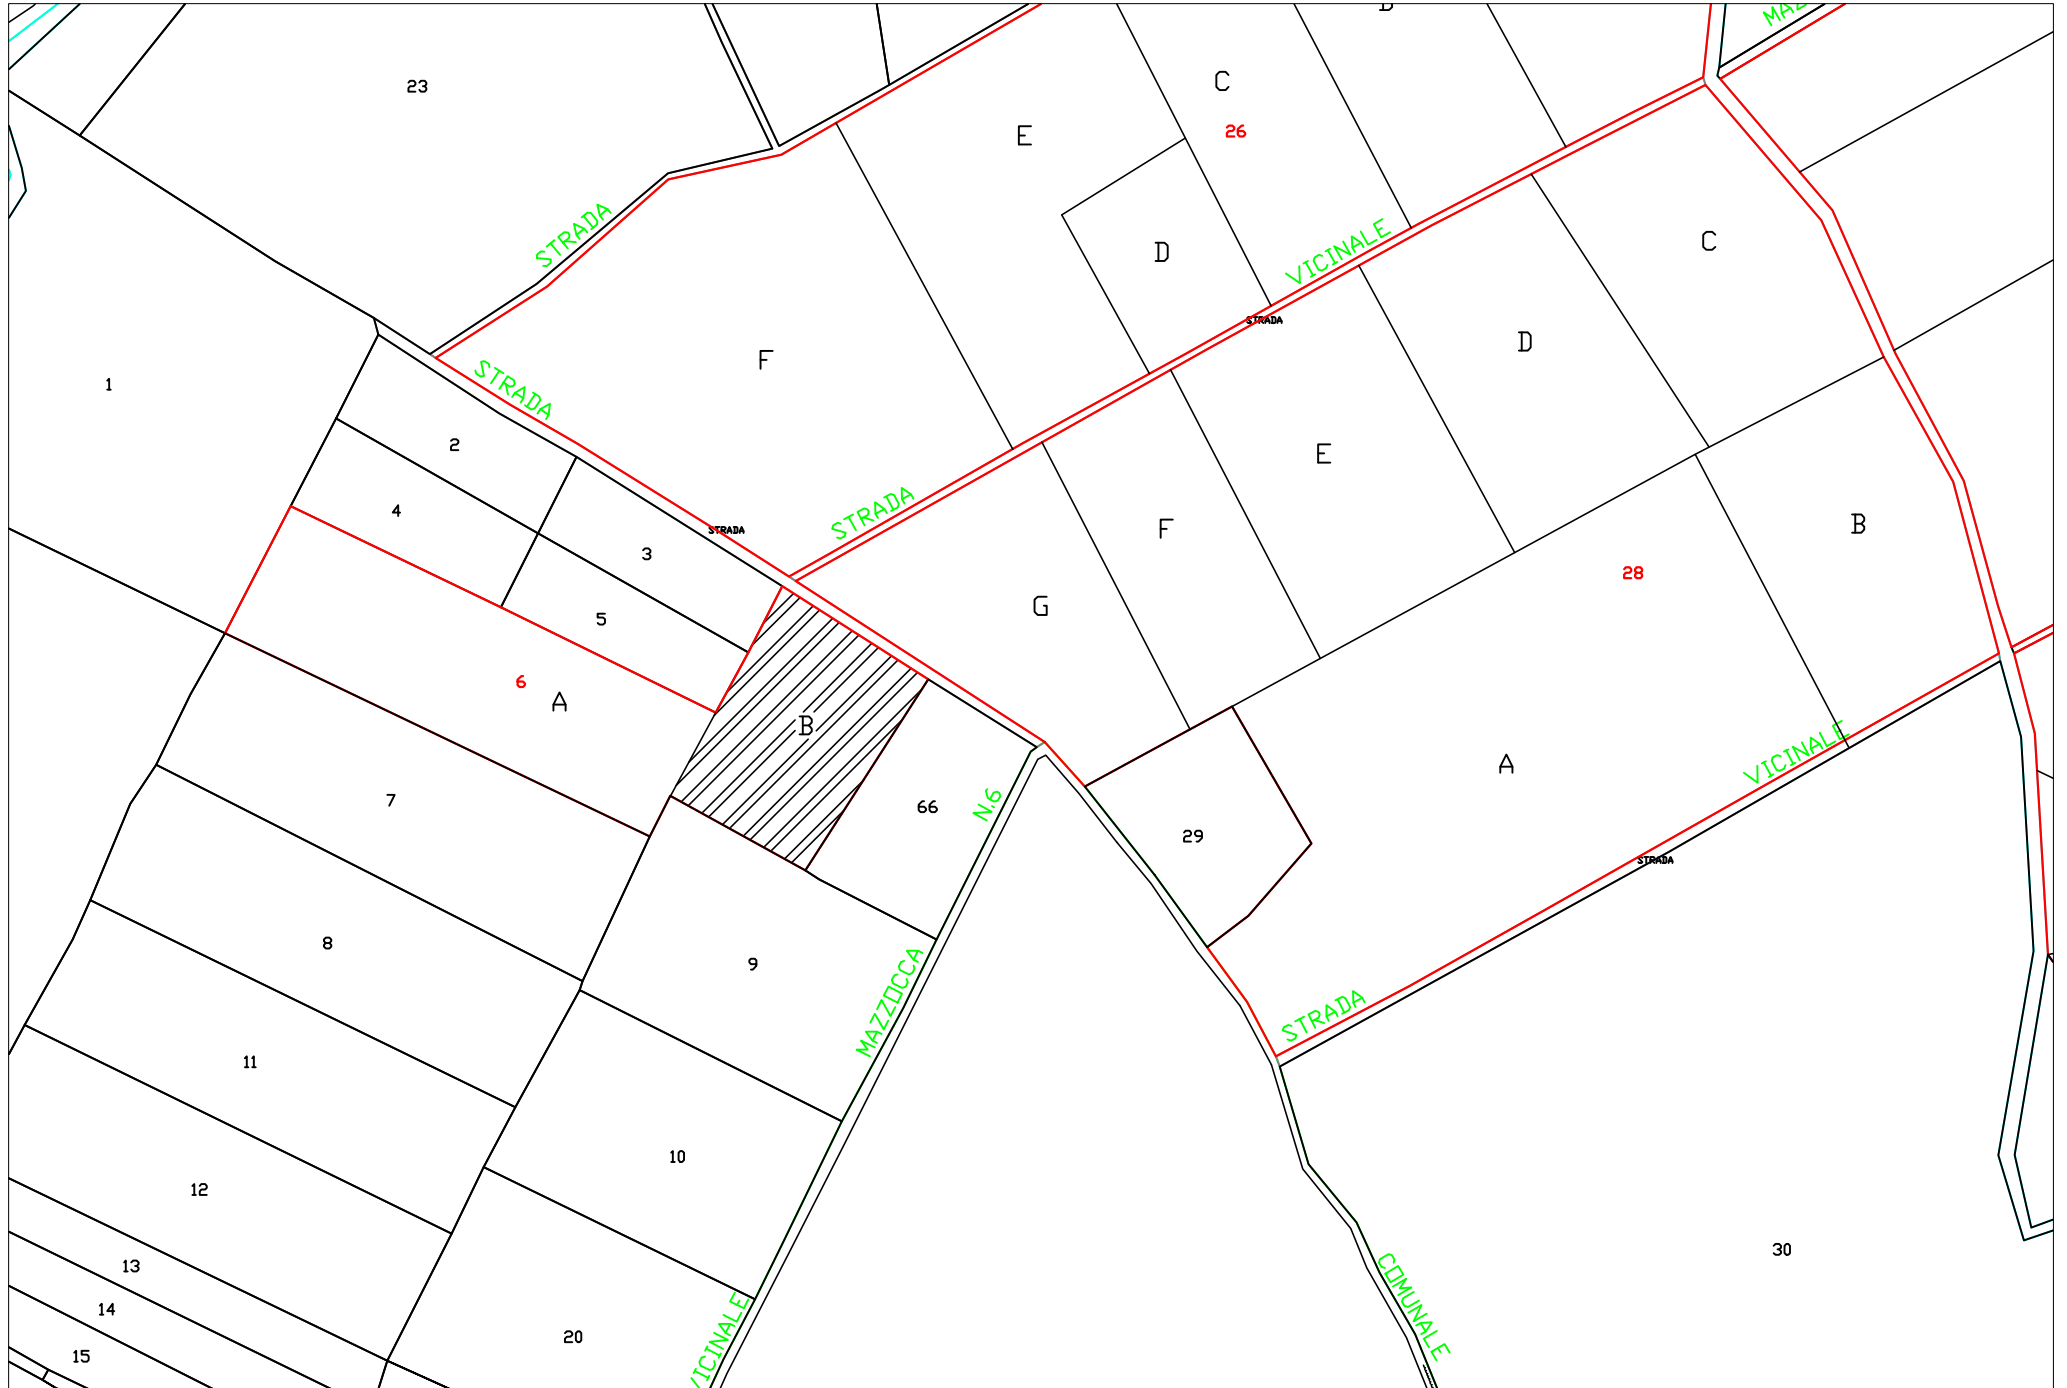 23
C
26
E
STRADA
D
VICINALE
STRADA
C
F
D
1
STRADA
2
E
4
STRADA
F
B
STRADA
3
28
5
G
6
A
B
A
VICINALE
7
66
N.6
29
STRADA
8
9
MAZZOCCA
STRADA
11
10
12
30
13
COMUNALE
14
VICINALE
20
15